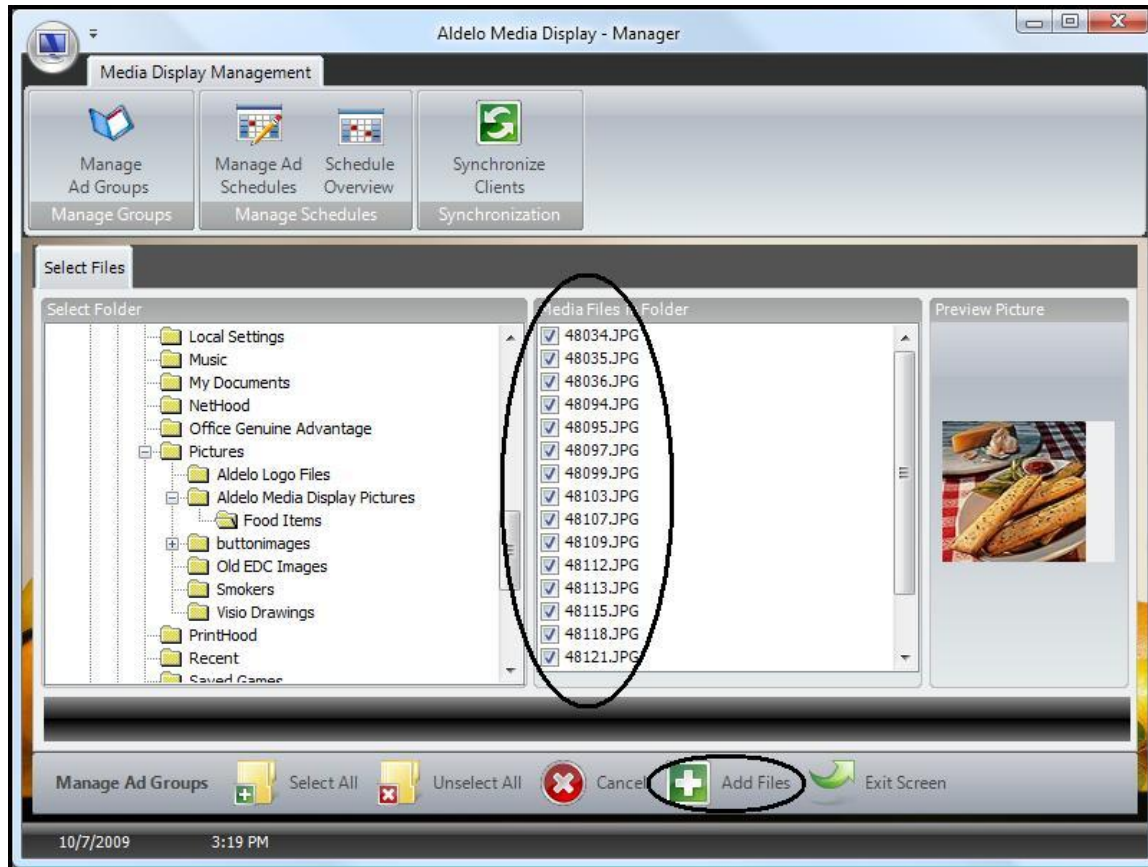 Aldelo Media Display - Manager
Media Display Management
Manage Ad Groups
Manage Ad Schedules
Schedule Overview
Synchronize Clients
Manage Groups
Manage Schedules
Synchronization
Select Files
Select Folder
Local Settings
Music
My Documents
NetHood
Office Genuine Advantage
Pictures
Aldelo Logo Files
Aldelo Media Display Pictures
Food Items
buttonimages
Old EDC Images
Smokers
Visio Drawings
PrintHood
Recent
Saved Games
Media Files in Folder
48034.JPG
48035.JPG
48036.JPG
48094.JPG
48095.JPG
48097.JPG
48099.JPG
48103.JPG
48107.JPG
48109.JPG
48112.JPG
48113.JPG
48115.JPG
48118.JPG
48121.JPG
Preview Picture
Manage Ad Groups
Select All
Unselect All
Cancel
Add Files
Exit Screen
10/7/2009
3:19 PM